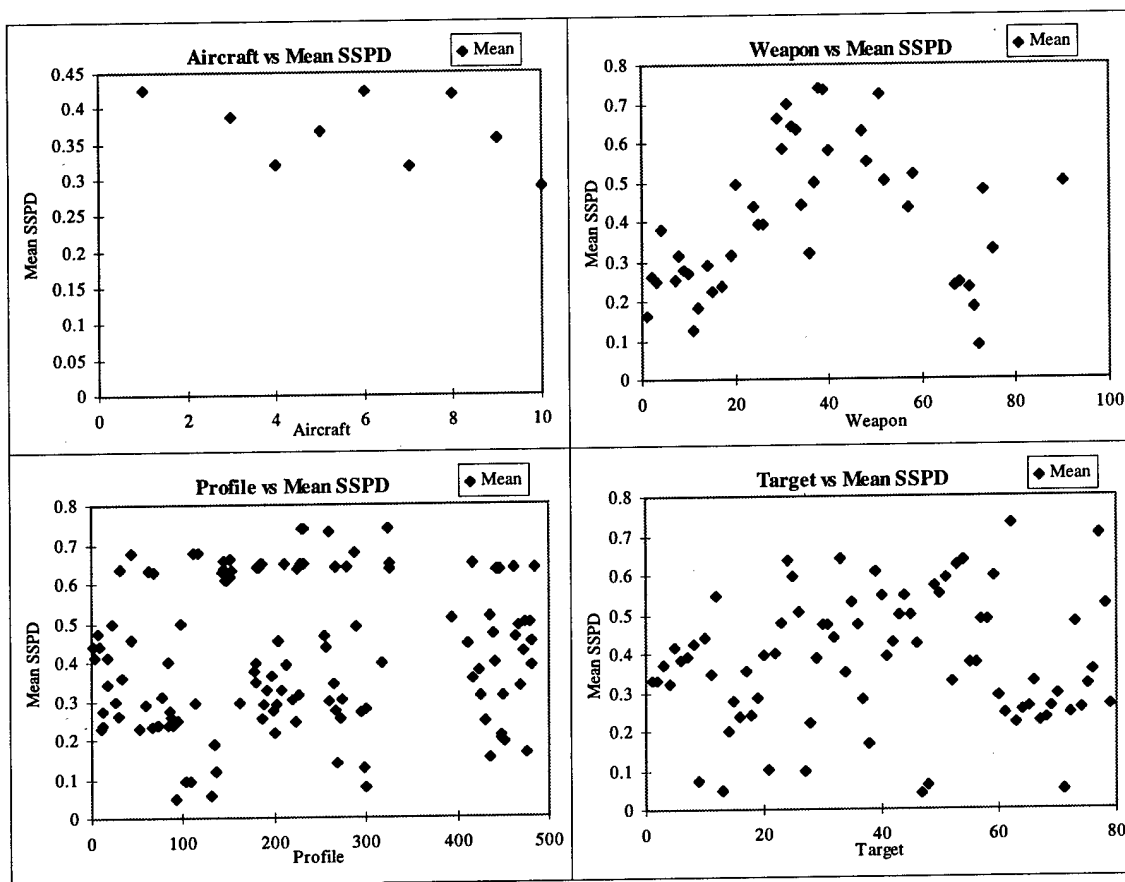 Aircraft vs Mean SSPD
Mean
0.45
0.4
0.35
0.3
0.25
0.2
0.15
0.1
0.05
0
Mean SSPD
0 2 4 6 8 10
Aircraft
Weapon vs Mean SSPD
Mean
0.8
0.7
0.6
0.5
0.4
0.3
0.2
0.1
0
Mean SSPD
0 20 40 60 80 100
Weapon
Profile vs Mean SSPD
Mean
0.8
0.7
0.6
0.5
0.4
0.3
0.2
0.1
0
Mean SSPD
0 100 200 300 400 500
Profile
Target vs Mean SSPD
Mean
0.8
0.7
0.6
0.5
0.4
0.3
0.2
0.1
0
Mean SSPD
0 20 40 60 80
Target